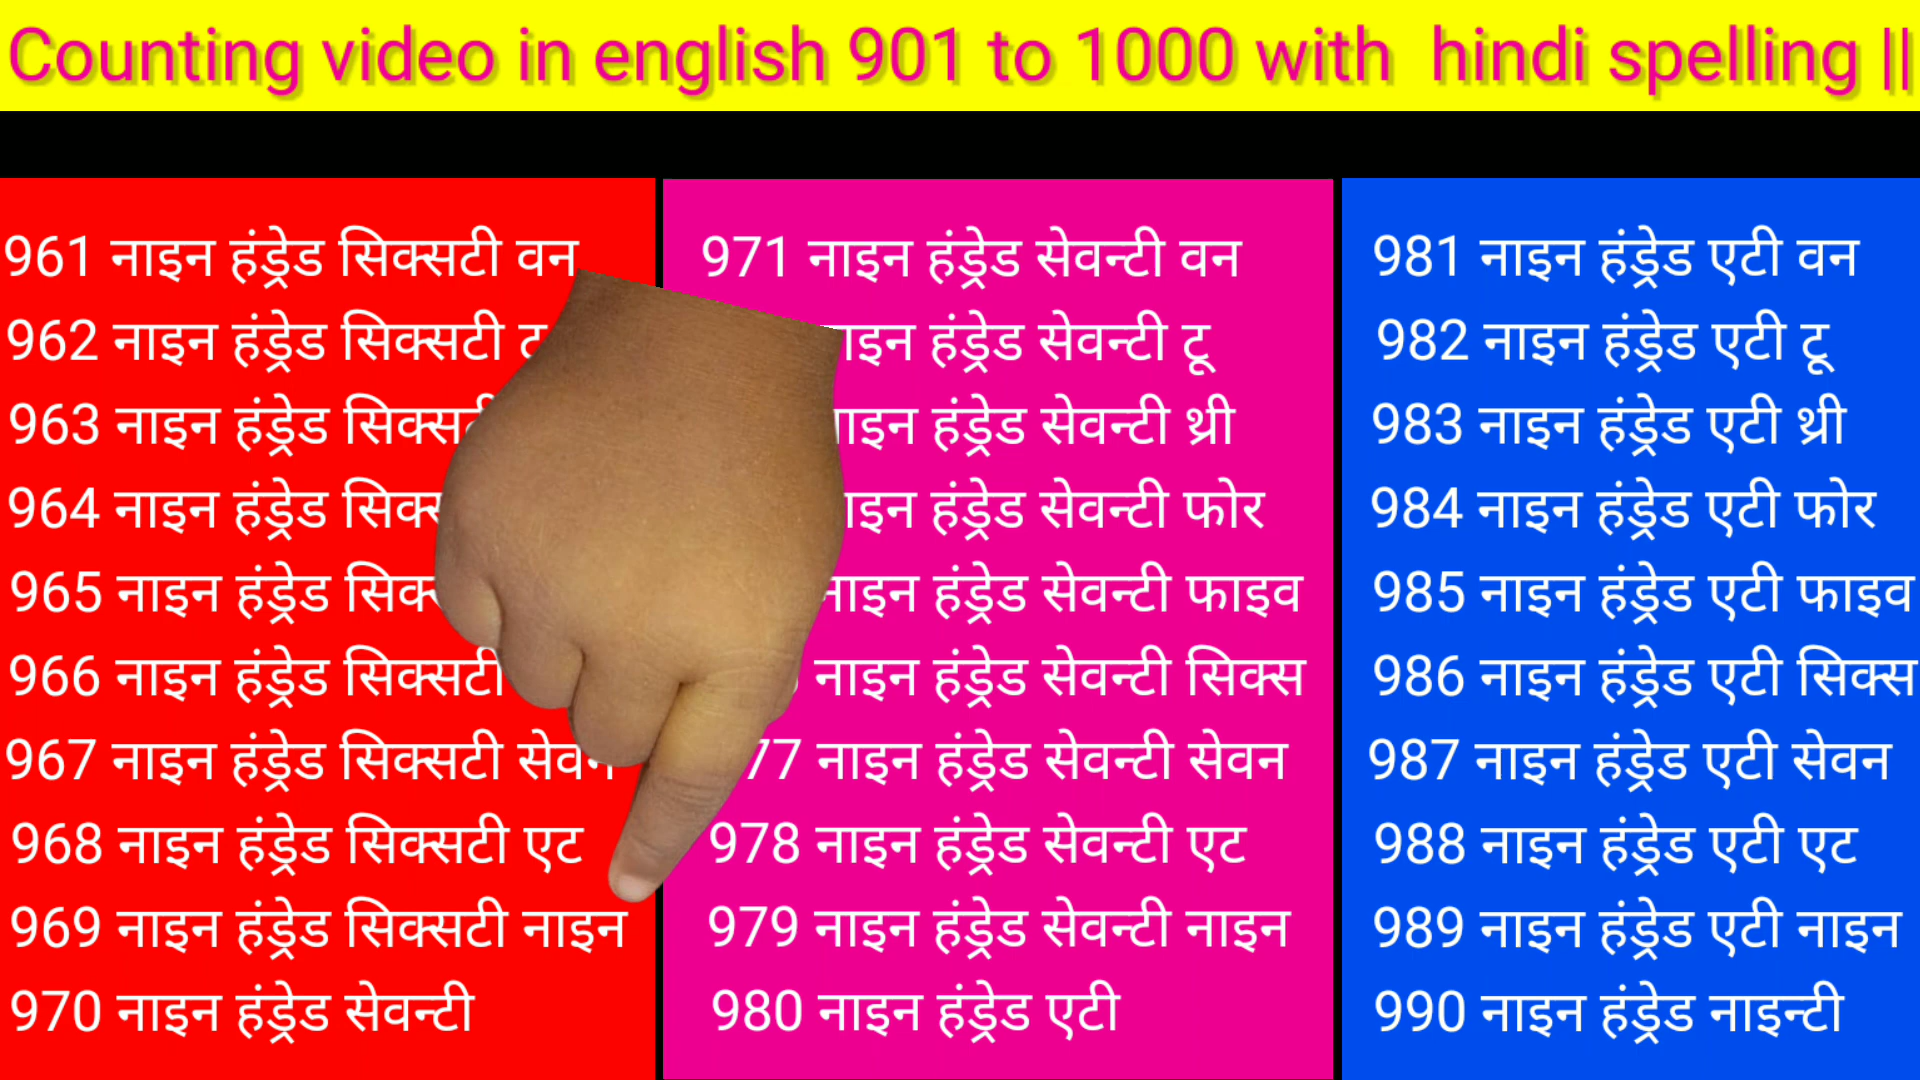 Counting video in english 901 to 1000 with hindi spelling ||
961 नाइन हंड्रेड सिक्सटी वन
962 नाइन हंड्रेड सिक्सटी
963 नाइन हंड्रेड
964 नाइन हंड्रेड
965 नाइन हंड्रेड
966 नाइन हंड्रेड सिक्सटी
967 नाइन हंड्रेड सिक्सटी सेवन
968 नाइन हंड्रेड सिक्सटी एट
969 नाइन हंड्रेड सिक्सटी नाइन
970 नाइन हंड्रेड सेवन्टी
971 नाइन हंड्रेड सेवन्टी वन
हंड्रेड सेवन्टी टू
हंड्रेड सेवन्टी थ्री
हंड्रेड सेवन्टी फोर
नाइन हंड्रेड सेवन्टी फाइव
नाइन हंड्रेड सेवन्टी सिक्स
नाइन हंड्रेड सेवन्टी सेवन
978 नाइन हंड्रेड सेवन्टी एट
979 नाइन हंड्रेड सेवन्टी नाइन
980 नाइन हंड्रेड एटी
981 नाइन हंड्रेड एटी वन
982 नाइन हंड्रेड एटी टू
983 नाइन हंड्रेड एटी थ्री
984 नाइन हंड्रेड एटी फोर
985 नाइन हंड्रेड एटी फाइव
986 नाइन हंड्रेड एटी सिक्स
987 नाइन हंड्रेड एटी सेवन
988 नाइन हंड्रेड एटी एट
989 नाइन हंड्रेड एटी नाइन
990 नाइन हंड्रेड नाइन्टी